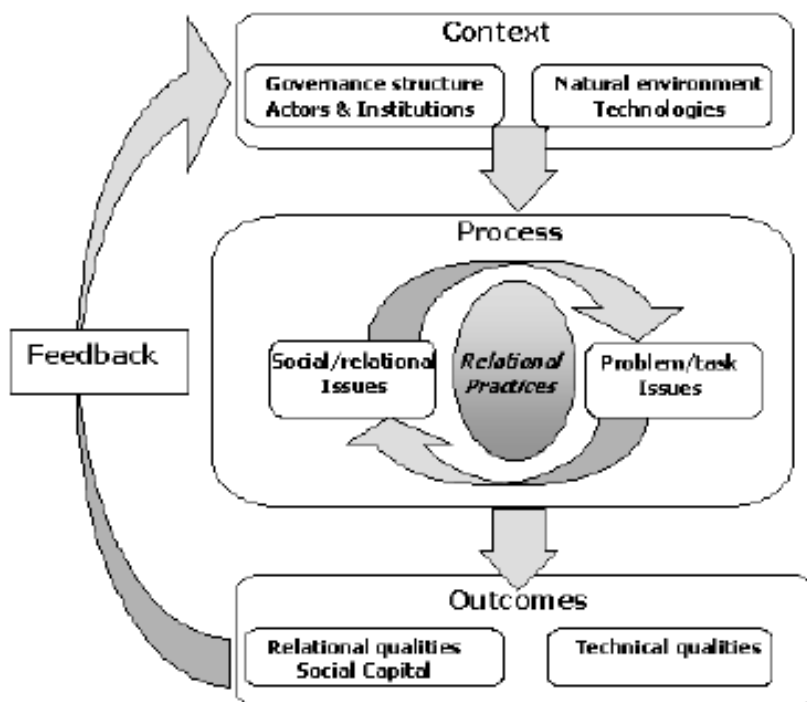 Context
Governance structure
Actors & Institutions
Natural environment
Technologies
Process
Feedback
Social/relational
Issues
Relational
Practices
Problem/task
Issues
Outcomes
Relational qualities
Social Capital
Technical qualities